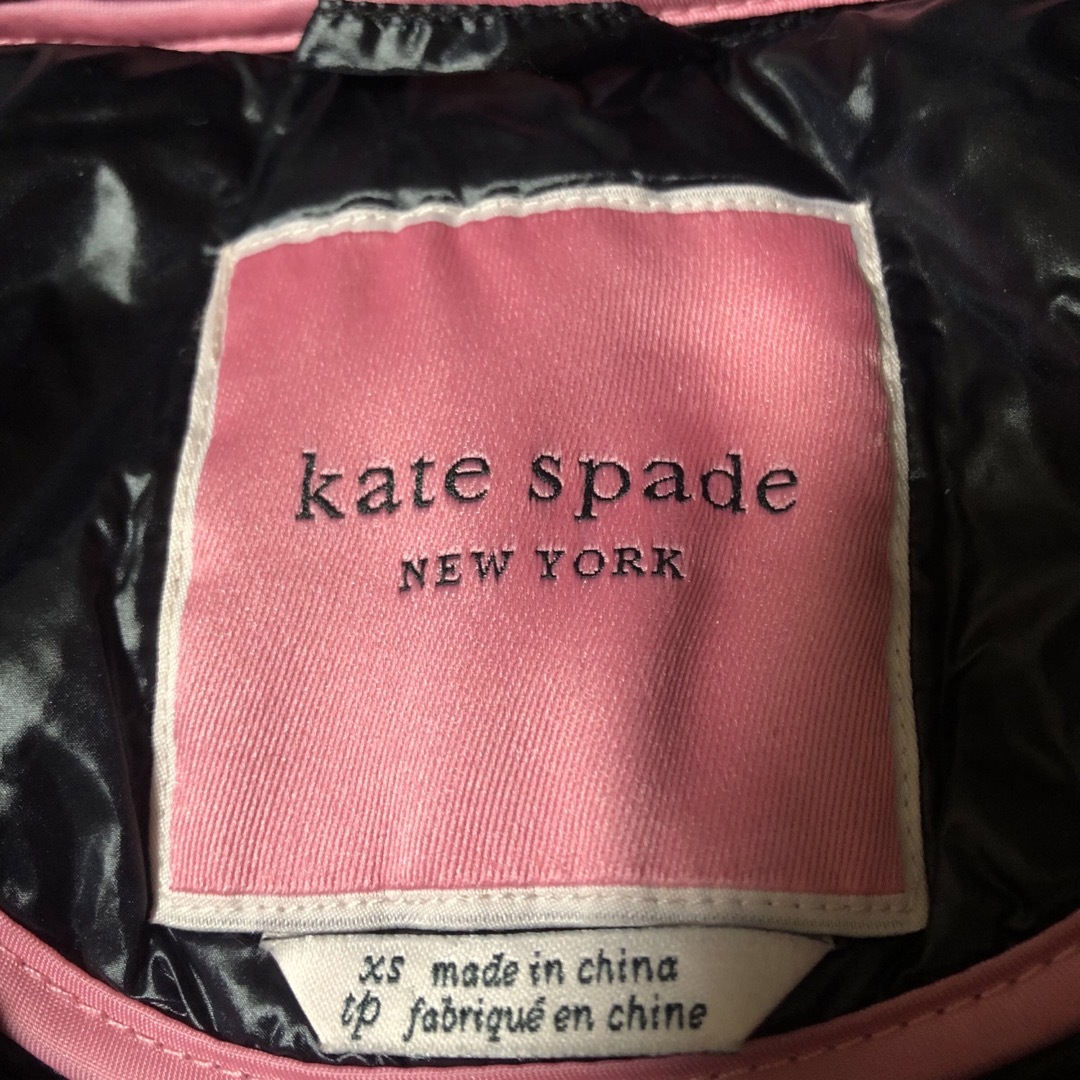 kate spade
NEW YORK
xs made in china
tp fabriqué en chine